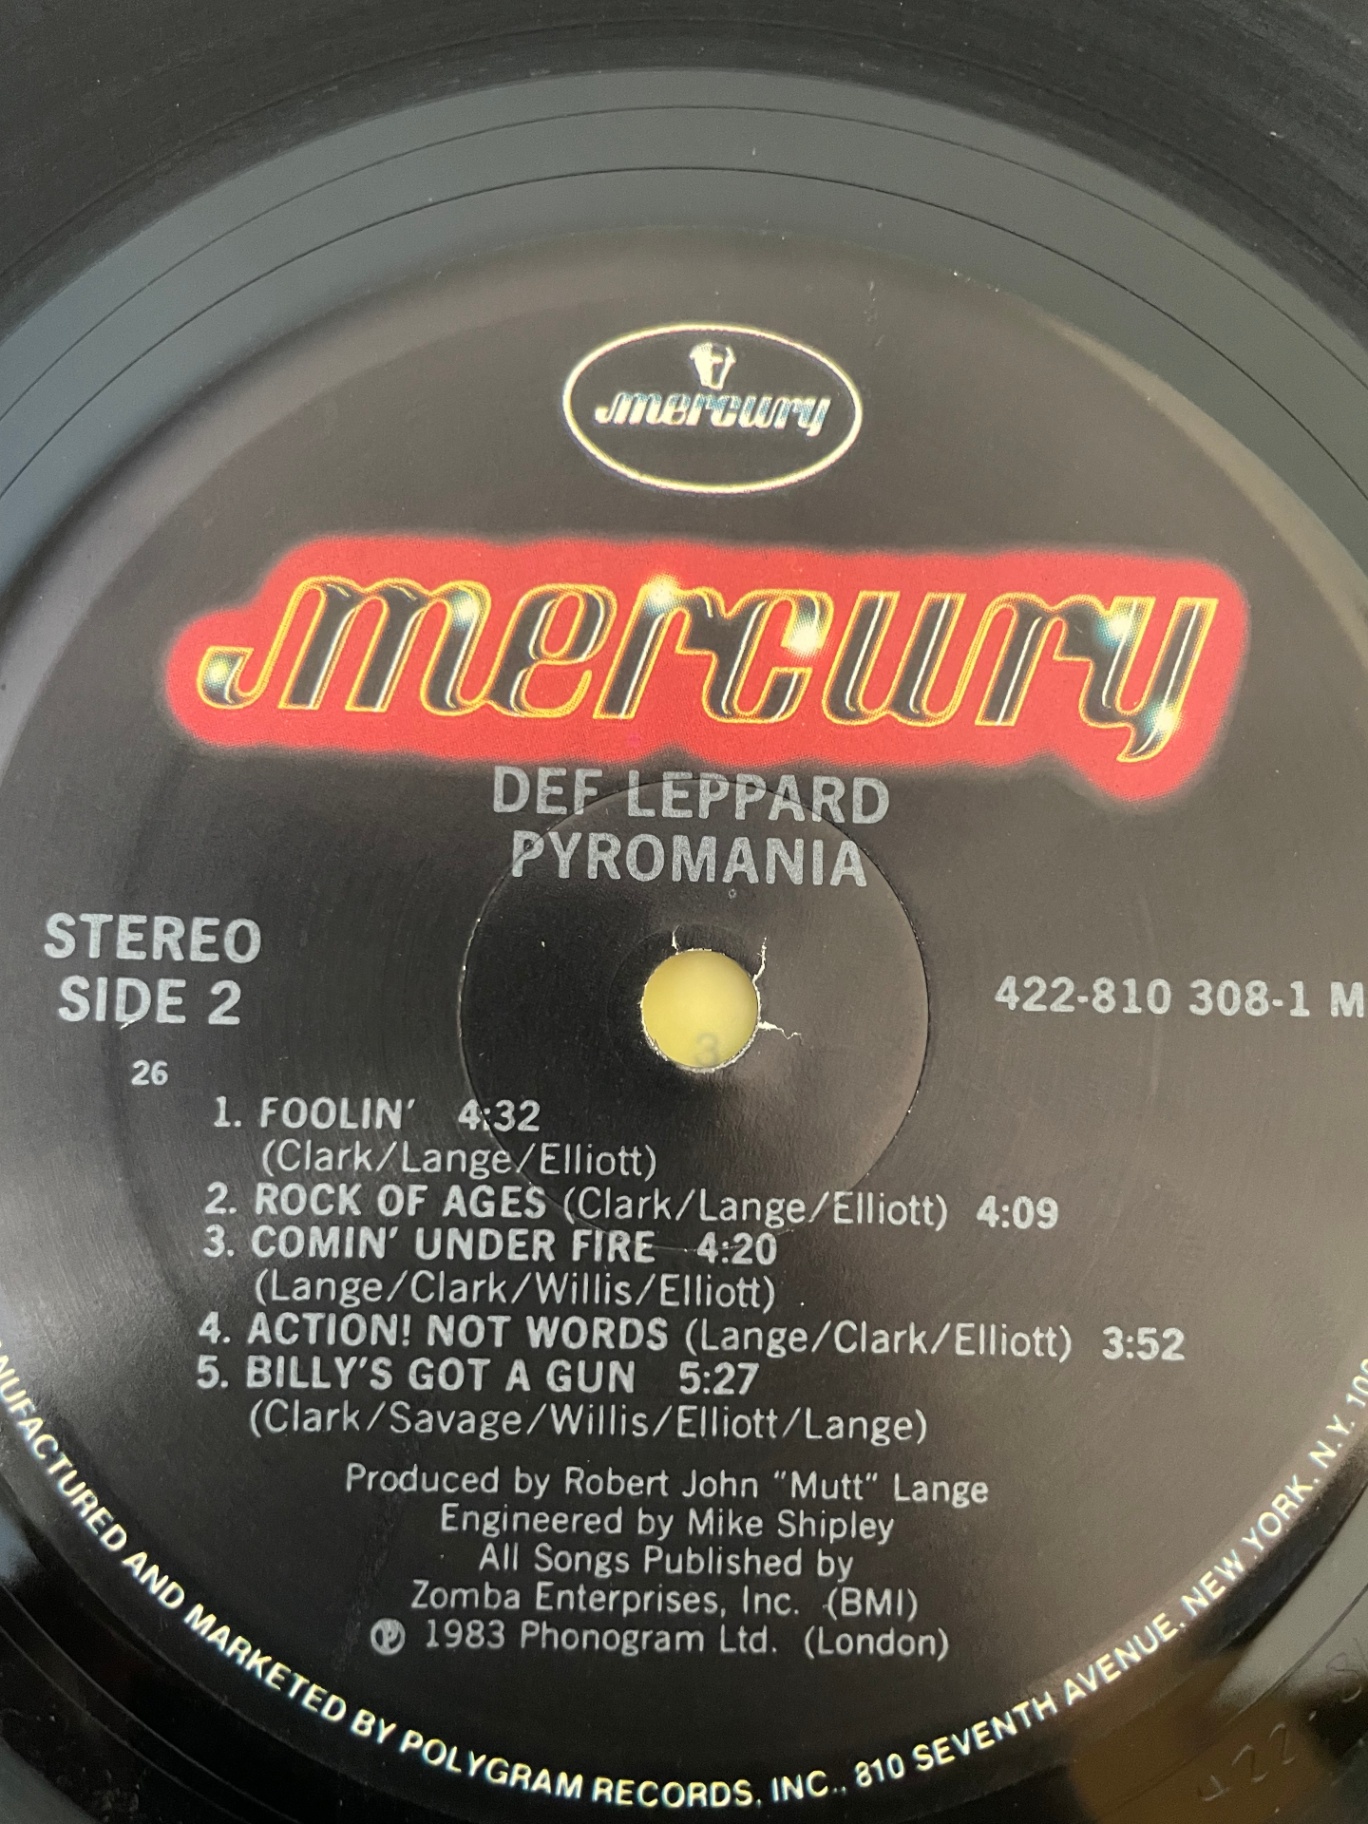 mercury
mercury
DEF LEPPARD
PYROMANIA
STEREO
SIDE 2
422-810 308-1 M
3
26
1. FOOLIN' 4:32
(Clark/Lange/Elliott)
2. ROCK OF AGES (Clark/Lange/Elliott) 4:09
3. COMIN' UNDER FIRE 4:20
(Lange/Clark/Willis/Elliott)
4. ACTION! NOT WORDS (Lange/Clark/Elliott) 3:52
5. BILLY'S GOT A GUN 5:27
(Clark/Savage/Willis/Elliott/Lange)
Produced by Robert John "Mutt" Lange
Engineered by Mike Shipley
All Songs Published by
Zomba Enterprises, Inc. (BMI)
℗ 1983 Phonogram Ltd. (London)
NUFACTURED AND MARKETED BY POLYGRAM RECORDS, INC., 810 SEVENTH AVENUE, NEW YORK, N.Y. 10